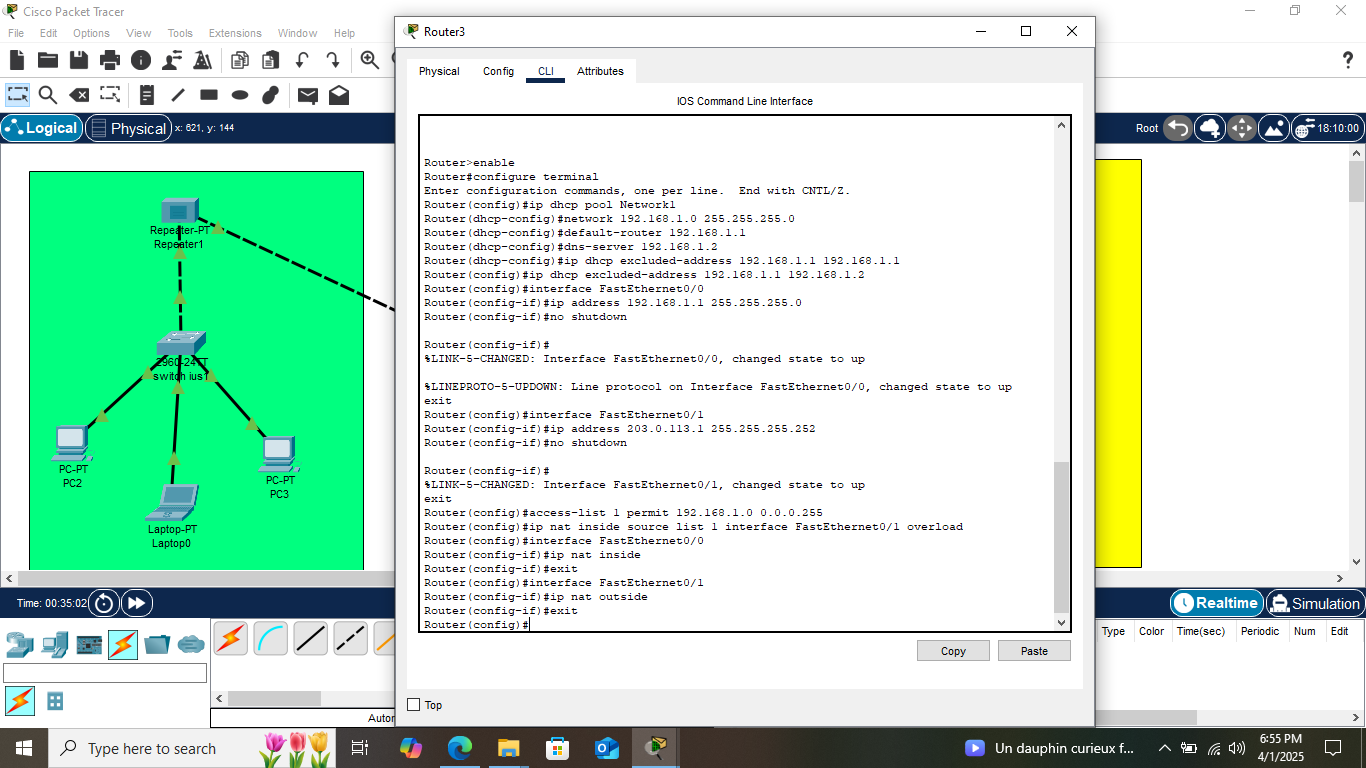 Cisco Packet Tracer
File Edit Options View Tools Extensions Window Help
Logical
Physical
x: 621, y: 144
Root
18:10:00
Repeater-PT
Repeater1
2960-24TT
switch ius1
PC-PT
PC2
PC-PT
PC3
Laptop-PT
Laptop0
Router3
Physical Config CLI Attributes
IOS Command Line Interface
Router>enable
Router#configure terminal
Enter configuration commands, one per line. End with CNTL/Z.
Router(config)#ip dhcp pool Network1
Router(dhcp-config)#network 192.168.1.0 255.255.255.0
Router(dhcp-config)#default-router 192.168.1.1
Router(dhcp-config)#dns-server 192.168.1.2
Router(dhcp-config)#ip dhcp excluded-address 192.168.1.1 192.168.1.1
Router(config)#ip dhcp excluded-address 192.168.1.1 192.168.1.2
Router(config)#interface FastEthernet0/0
Router(config-if)#ip address 192.168.1.1 255.255.255.0
Router(config-if)#no shutdown
Router(config-if)#
%LINK-5-CHANGED: Interface FastEthernet0/0, changed state to up
%LINEPROTO-5-UPDOWN: Line protocol on Interface FastEthernet0/0, changed state to up
exit
Router(config)#interface FastEthernet0/1
Router(config-if)#ip address 203.0.113.1 255.255.255.252
Router(config-if)#no shutdown
Router(config-if)#
%LINK-5-CHANGED: Interface FastEthernet0/1, changed state to up
exit
Router(config)#access-list 1 permit 192.168.1.0 0.0.0.255
Router(config)#ip nat inside source list 1 interface FastEthernet0/1 overload
Router(config)#interface FastEthernet0/0
Router(config-if)#ip nat inside
Router(config-if)#exit
Router(config)#interface FastEthernet0/1
Router(config-if)#ip nat outside
Router(config-if)#exit
Router(config)#
Copy
Paste
Top
Time: 00:35:02
Realtime
Simulation
Type Color Time(sec) Periodic Num Edit
Autor
Type here to search
Un dauphin curieux f...
6:55 PM
4/1/2025